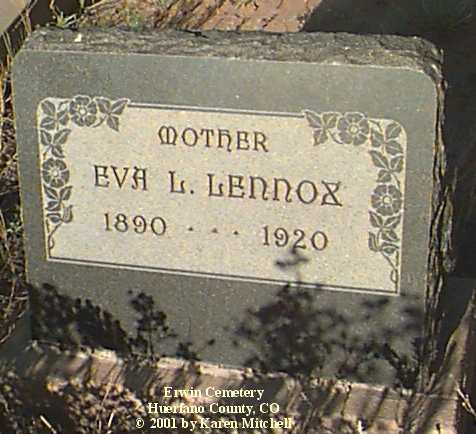 MOTHER
EVA L. LENNOX
1890 · · · 1920
Erwin Cemetery
Huerfano County, CO
© 2001 by Karen Mitchell